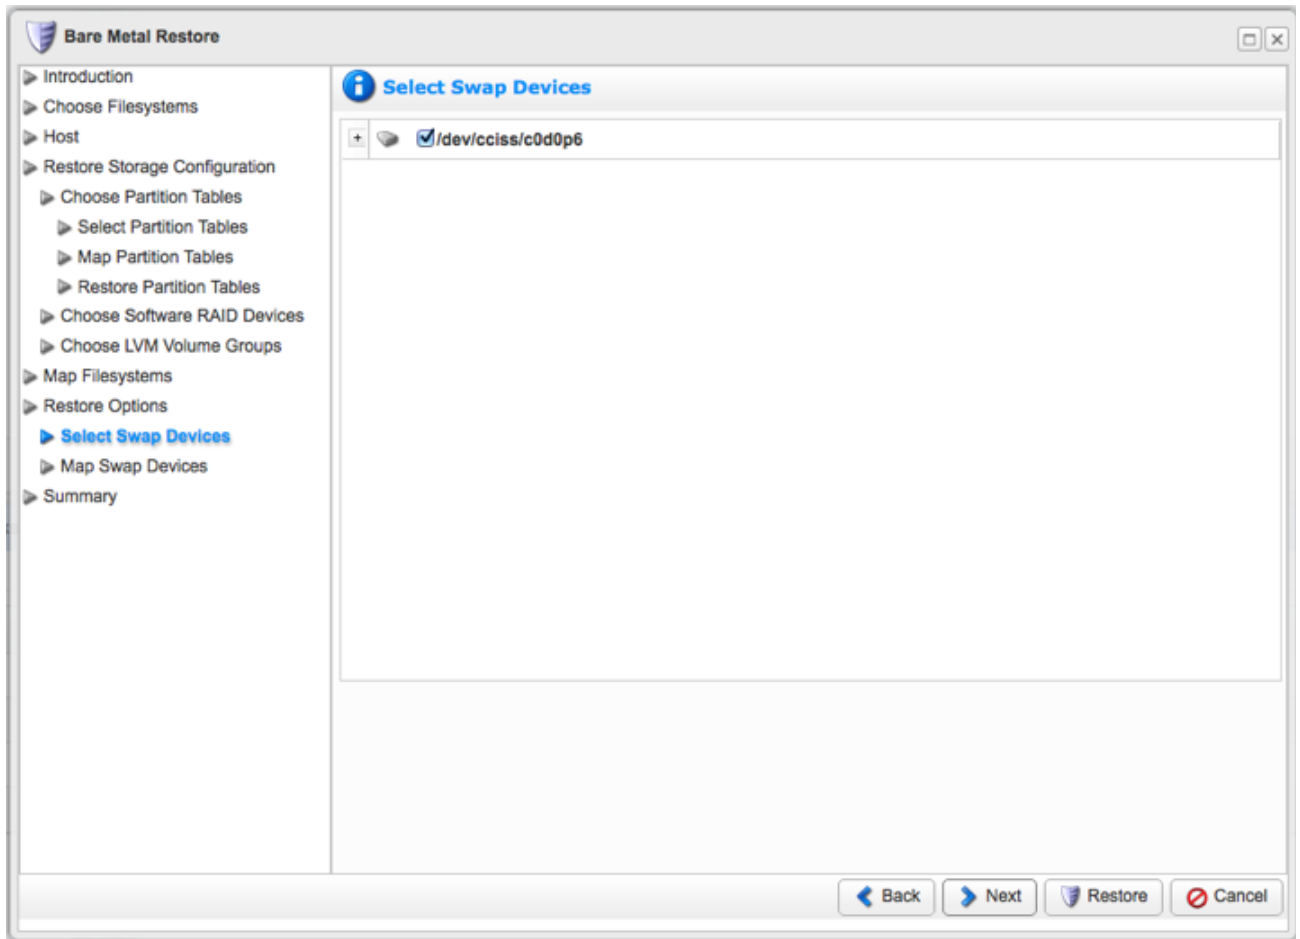 Bare Metal Restore
Introduction
Choose Filesystems
Host
Restore Storage Configuration
Choose Partition Tables
Select Partition Tables
Map Partition Tables
Restore Partition Tables
Choose Software RAID Devices
Choose LVM Volume Groups
Map Filesystems
Restore Options
Select Swap Devices
Map Swap Devices
Summary
Select Swap Devices
/dev/cciss/c0d0p6
Back Next Restore Cancel